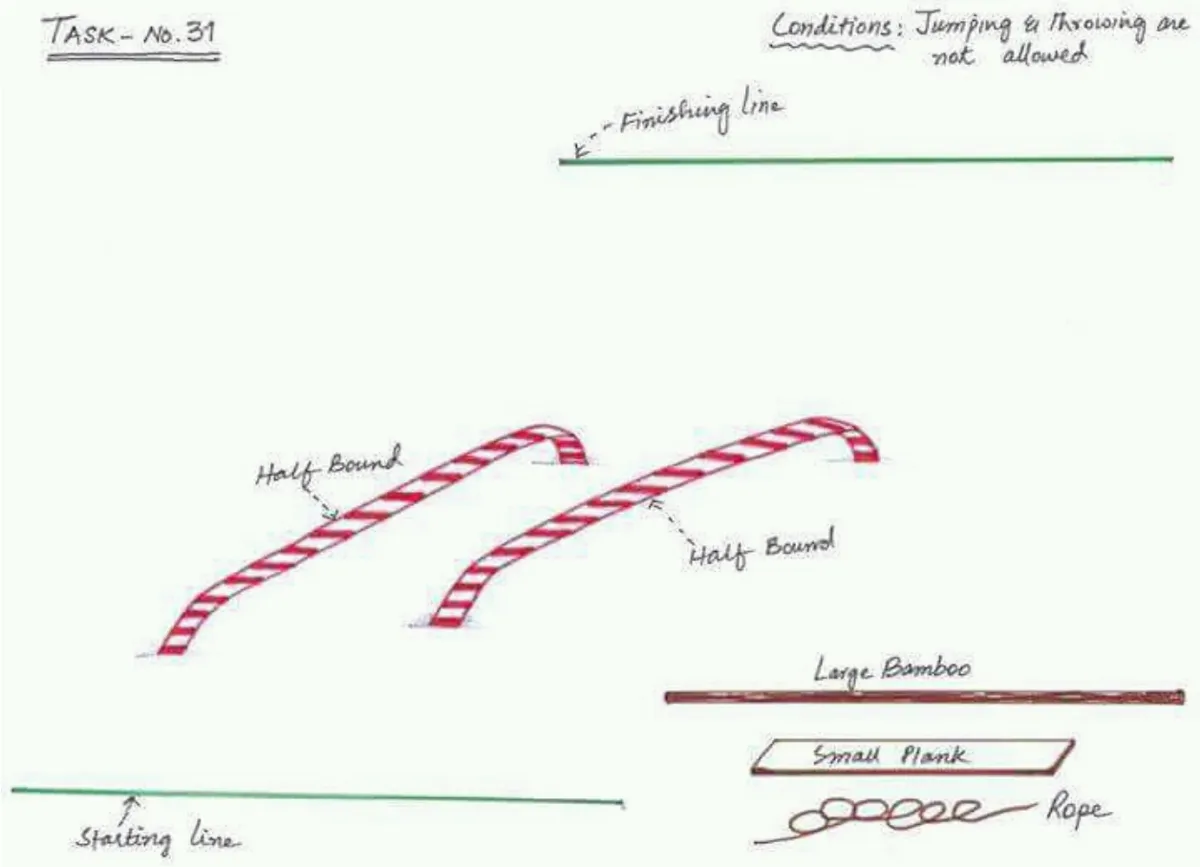 TASK - No. 31
Conditions: Jumping & Throwing are
not allowed
Finishing line
Half Bound
Half Bound
Large Bamboo
Small Plank
Rope
Starting line